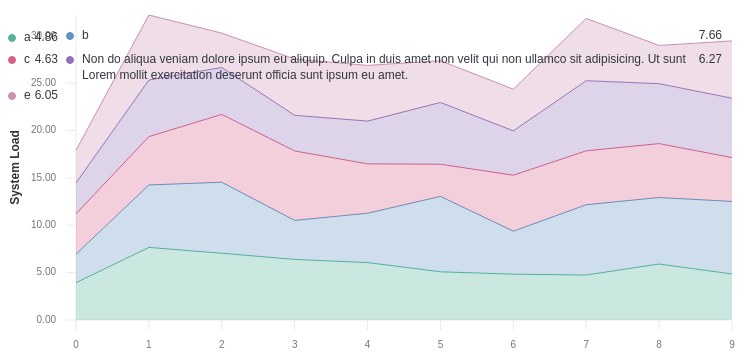 a 4.86
b 7.66
c 4.63
Non do aliqua veniam dolore ipsum eu aliquip. Culpa in duis amet non velit qui non ullamco sit adipisicing. Ut sunt 6.27
Lorem mollit exercitation deserunt officia sunt ipsum eu amet.
e 6.05
30.00
25.00
20.00
15.00
10.00
5.00
0.00
System Load
0 1 2 3 4 5 6 7 8 9